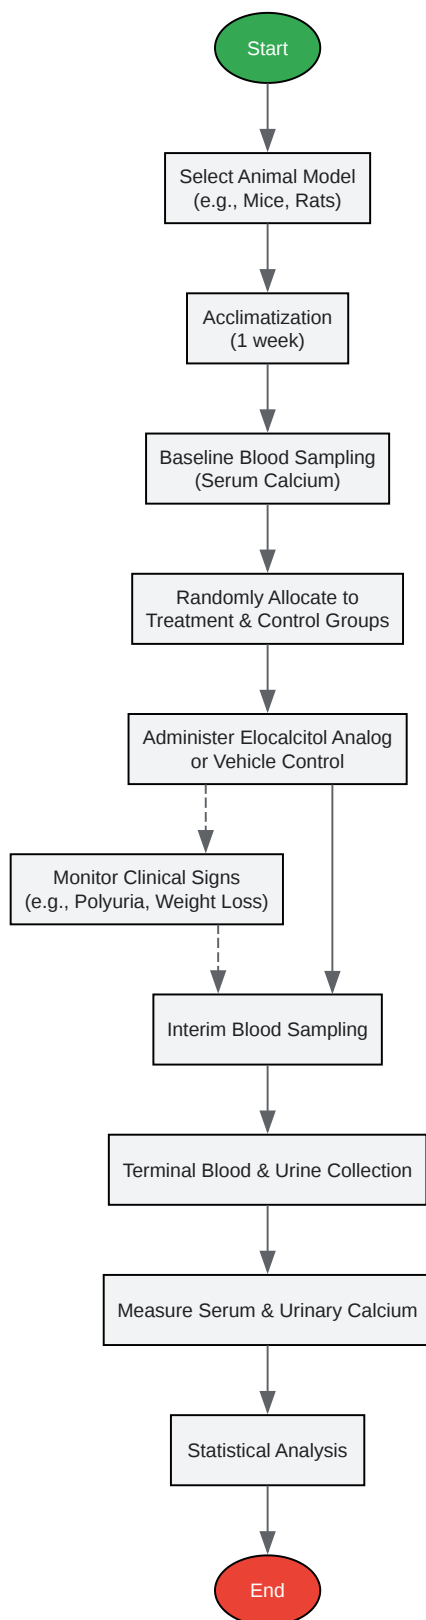 Start
Select Animal Model
(e.g., Mice, Rats)
Acclimatization
(1 week)
Baseline Blood Sampling
(Serum Calcium)
Randomly Allocate to
Treatment & Control Groups
Administer Elocalcitol Analog
or Vehicle Control
Monitor Clinical Signs
(e.g., Polyuria, Weight Loss)
Interim Blood Sampling
Terminal Blood & Urine Collection
Measure Serum & Urinary Calcium
Statistical Analysis
End